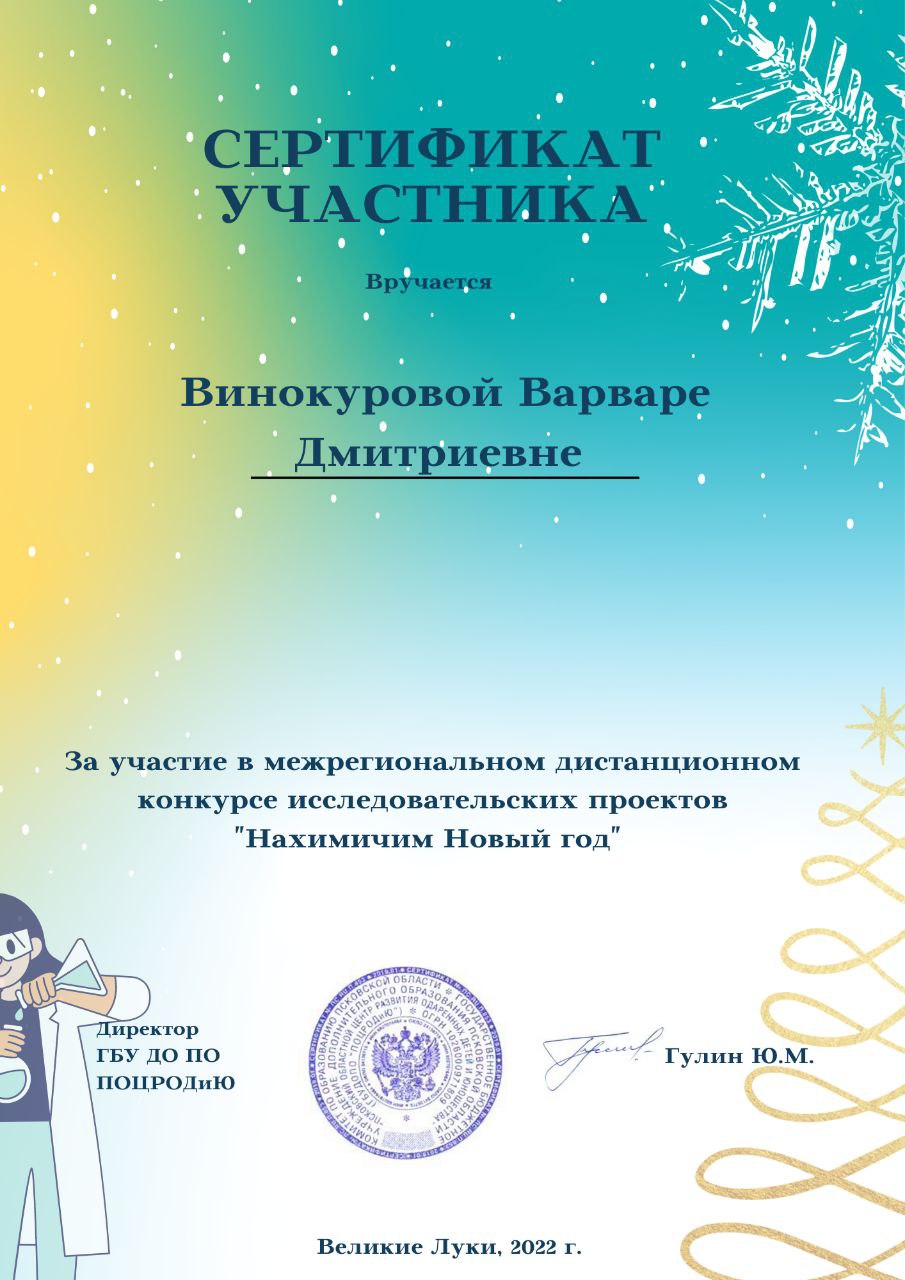 СЕРТИФИКАТ
УЧАСТНИКА
Вручается
Винокуровой Варваре
Дмитриевне
За участие в межрегиональном дистанционном
конкурсе исследовательских проектов
"Нахимичим Новый год"
Директор
ГБУ ДО ПО
ПОЦРОДиЮ
Гулин Ю.М.
Великие Луки, 2022 г.